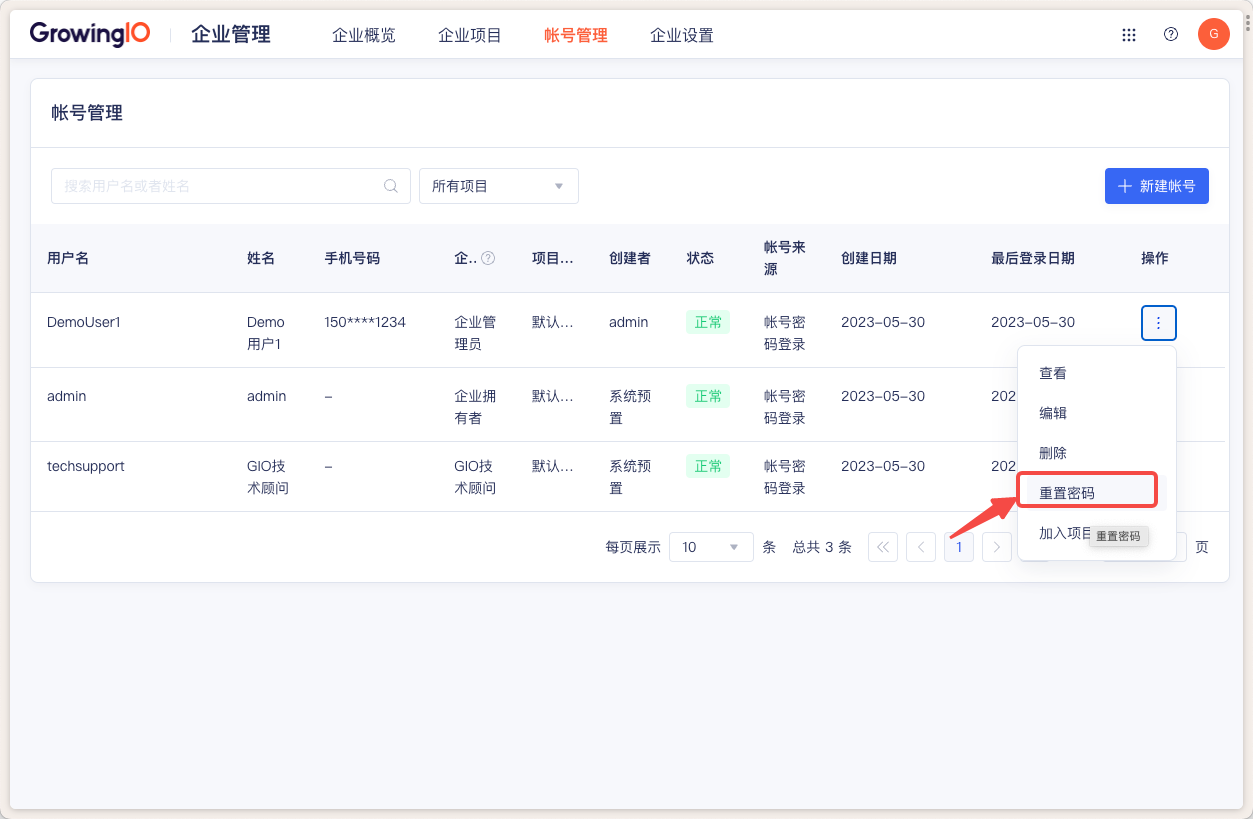 GrowingIO 企业管理 企业概览 企业项目 帐号管理 企业设置 G
帐号管理
搜索用户名或者姓名 所有项目 新建帐号
用户名 姓名 手机号码 企.. 项目... 创建者 状态 帐号来源 创建日期 最后登录日期 操作
DemoUser1 Demo用户1 150****1234 企业管理员 默认... admin 正常 帐号密码登录 2023-05-30 2023-05-30
查看
编辑
删除
重置密码
加入项目
重置密码
admin admin - 企业拥有者 默认... 系统预置 正常 帐号密码登录 2023-05-30 202
techsupport GIO技术顾问 - GIO技术顾问 默认... 系统预置 正常 帐号密码登录 2023-05-30 202
每页展示 10 条 总共 3 条 1 页